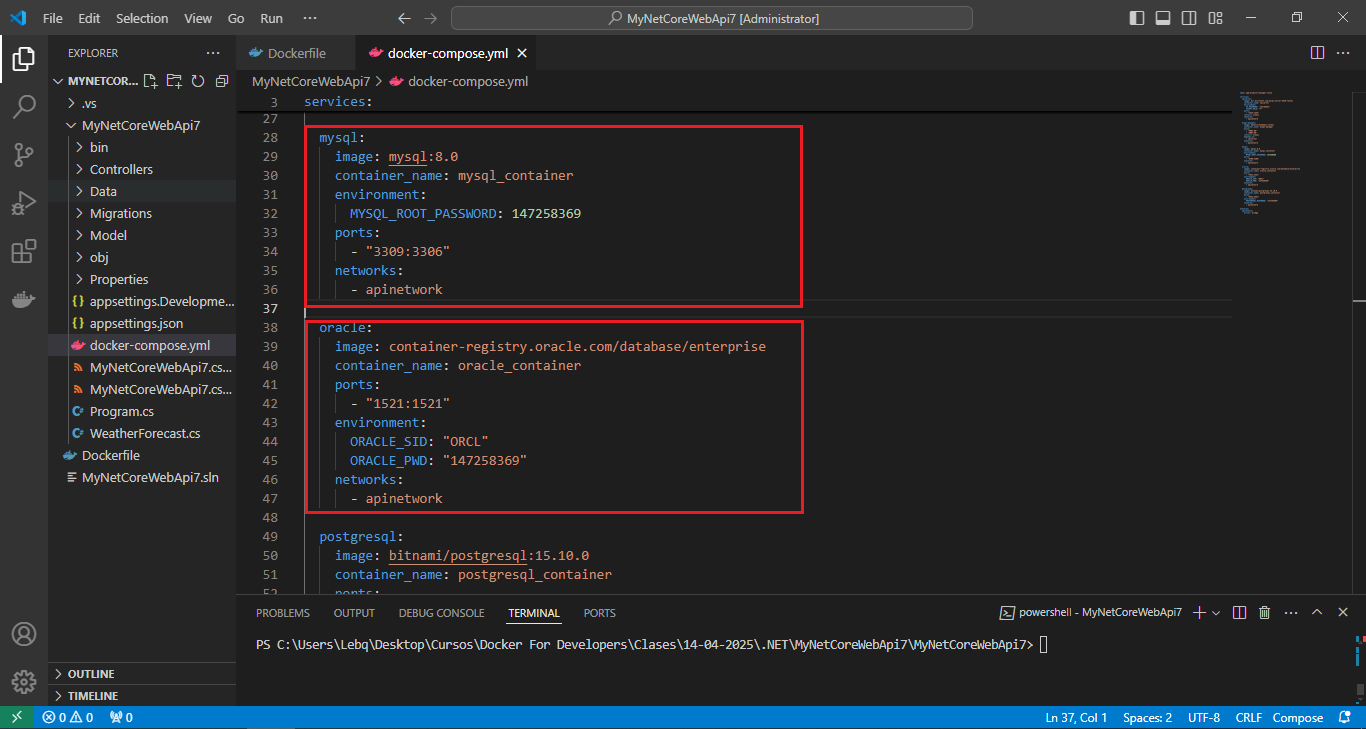 File Edit Selection View Go Run ··· MyNetCoreWebApi7 [Administrator]
EXPLORER
MYNETCOR...
.vs
MyNetCoreWebApi7
bin
Controllers
Data
Migrations
Model
obj
Properties
{} appsettings.Developme...
{} appsettings.json
docker-compose.yml
MyNetCoreWebApi7.cs...
MyNetCoreWebApi7.cs...
Program.cs
WeatherForecast.cs
Dockerfile
MyNetCoreWebApi7.sln
OUTLINE
TIMELINE
Dockerfile docker-compose.yml
MyNetCoreWebApi7 > docker-compose.yml
3 services:
27
28 mysql:
29 image: mysql:8.0
30 container_name: mysql_container
31 environment:
32 MYSQL_ROOT_PASSWORD: 147258369
33 ports:
34 - "3309:3306"
35 networks:
36 - apinetwork
37
38 oracle:
39 image: container-registry.oracle.com/database/enterprise
40 container_name: oracle_container
41 ports:
42 - "1521:1521"
43 environment:
44 ORACLE_SID: "ORCL"
45 ORACLE_PWD: "147258369"
46 networks:
47 - apinetwork
48
49 postgresql:
50 image: bitnami/postgresql:15.10.0
51 container_name: postgresql_container
52 ports:
PROBLEMS OUTPUT DEBUG CONSOLE TERMINAL PORTS powershell - MyNetCoreWebApi7
PS C:\Users\Lebq\Desktop\Cursos\Docker For Developers\Clases\14-04-2025\.NET\MyNetCoreWebApi7\MyNetCoreWebApi7>
0 0 0 Ln 37, Col 1 Spaces: 2 UTF-8 CRLF Compose